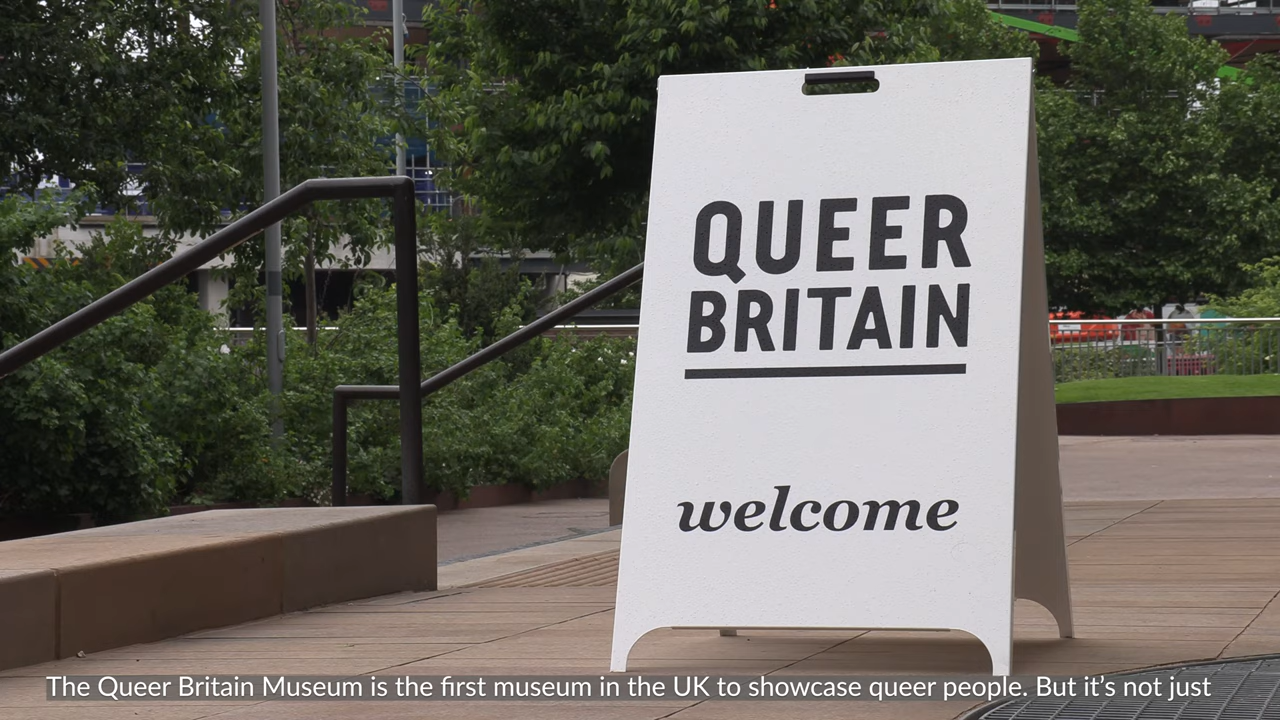 QUEER
BRITAIN
welcome
The Queer Britain Museum is the first museum in the UK to showcase queer people. But it’s not just